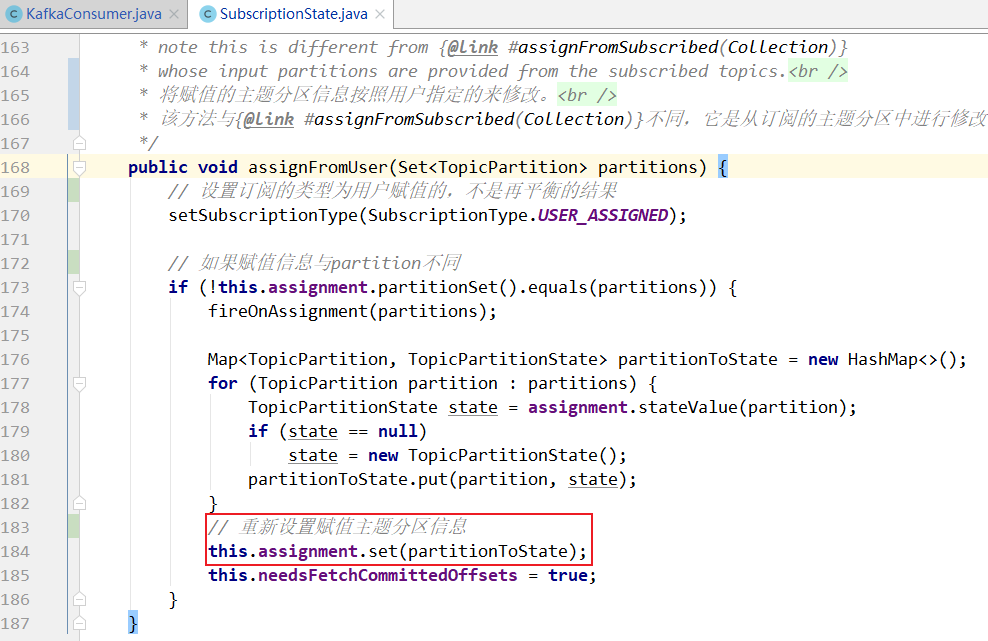 KafkaConsumer.java × SubscriptionState.java ×
163 * note this is different from {@link #assignFromSubscribed(Collection)}
164 * whose input partitions are provided from the subscribed topics.<br />
165 * 将赋值的主题分区信息按照用户指定的来修改。<br />
166 * 该方法与{@link #assignFromSubscribed(Collection)}不同，它是从订阅的主题分区中进行修改
167 */
168 public void assignFromUser(Set<TopicPartition> partitions) {
169 // 设置订阅的类型为用户赋值的，不是再平衡的结果
170 setSubscriptionType(SubscriptionType.USER_ASSIGNED);
171
172 // 如果赋值信息与partition不同
173 if (!this.assignment.partitionSet().equals(partitions)) {
174 fireOnAssignment(partitions);
175
176 Map<TopicPartition, TopicPartitionState> partitionToState = new HashMap<>();
177 for (TopicPartition partition : partitions) {
178 TopicPartitionState state = assignment.stateValue(partition);
179 if (state == null)
180 state = new TopicPartitionState();
181 partitionToState.put(partition, state);
182 }
183 // 重新设置赋值主题分区信息
184 this.assignment.set(partitionToState);
185 this.needsFetchCommittedOffsets = true;
186 }
187 }